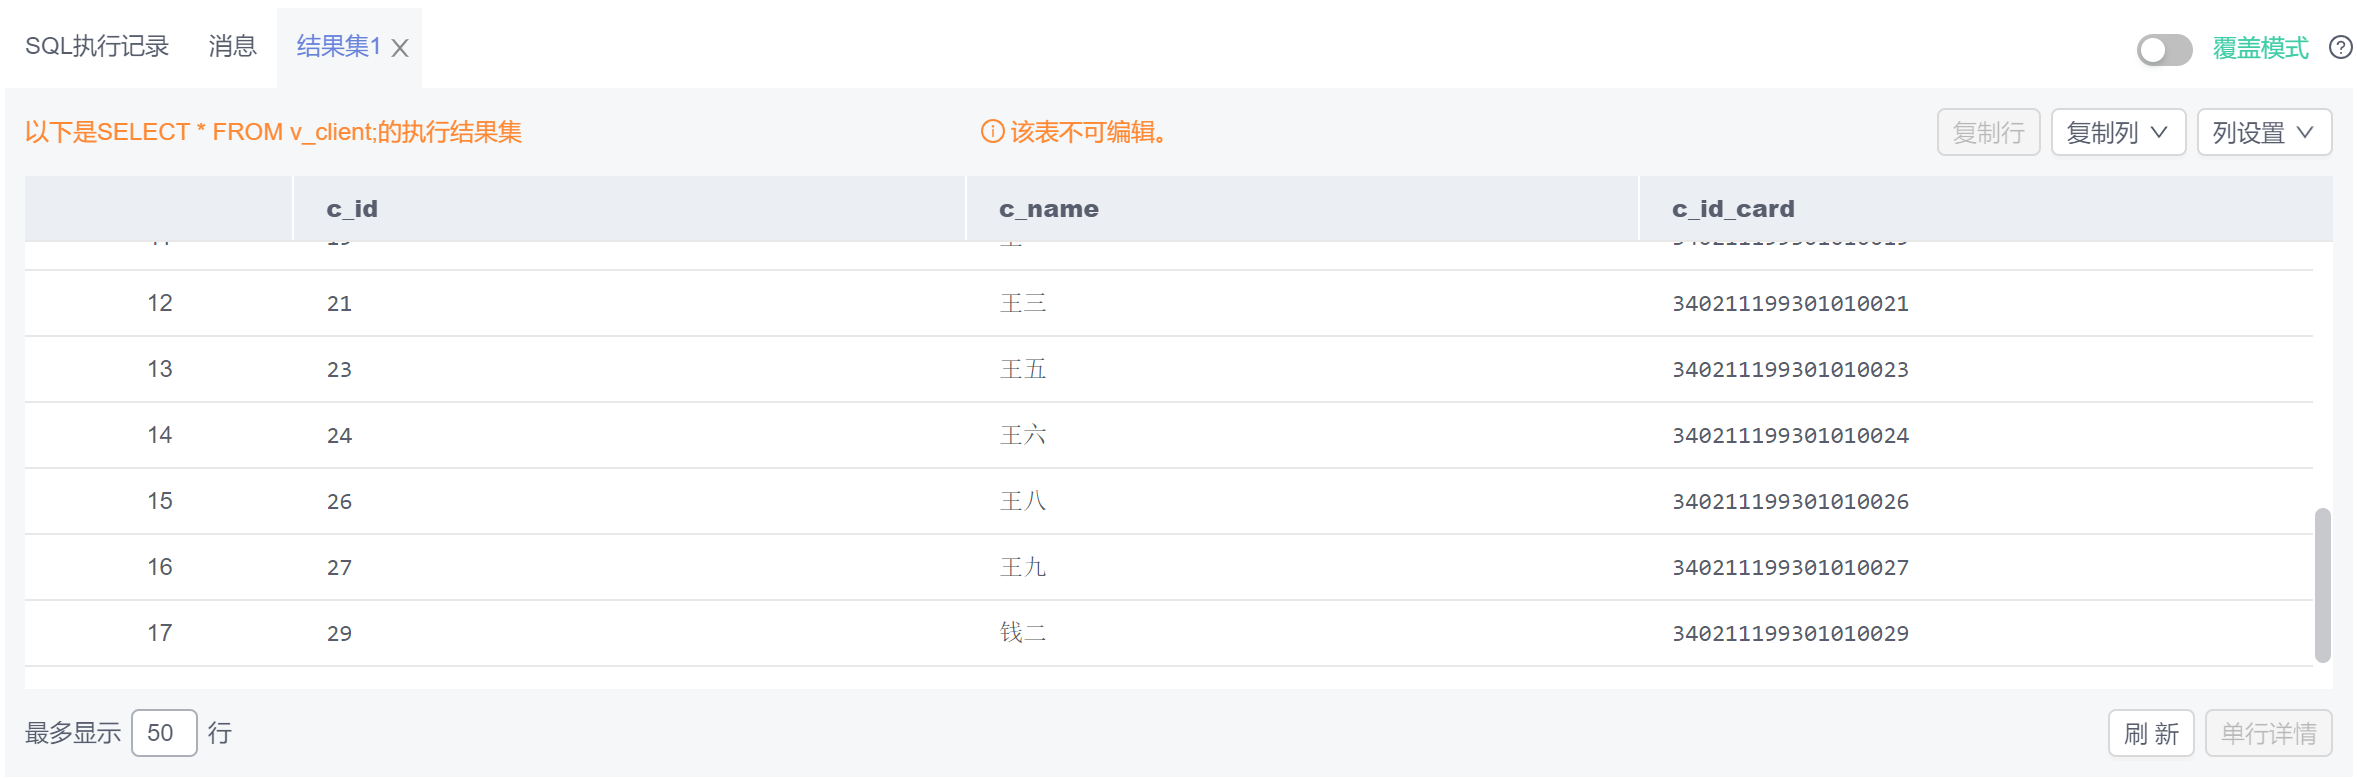 SQL执行记录 消息 结果集1 X 覆盖模式 ?
以下是SELECT * FROM v_client;的执行结果集 该表不可编辑。 复制行 复制列 列设置
c_id c_name c_id_card
12 21 王三 340211199301010021
13 23 王五 340211199301010023
14 24 王六 340211199301010024
15 26 王八 340211199301010026
16 27 王九 340211199301010027
17 29 钱二 340211199301010029
最多显示 50 行 刷 新 单行详情